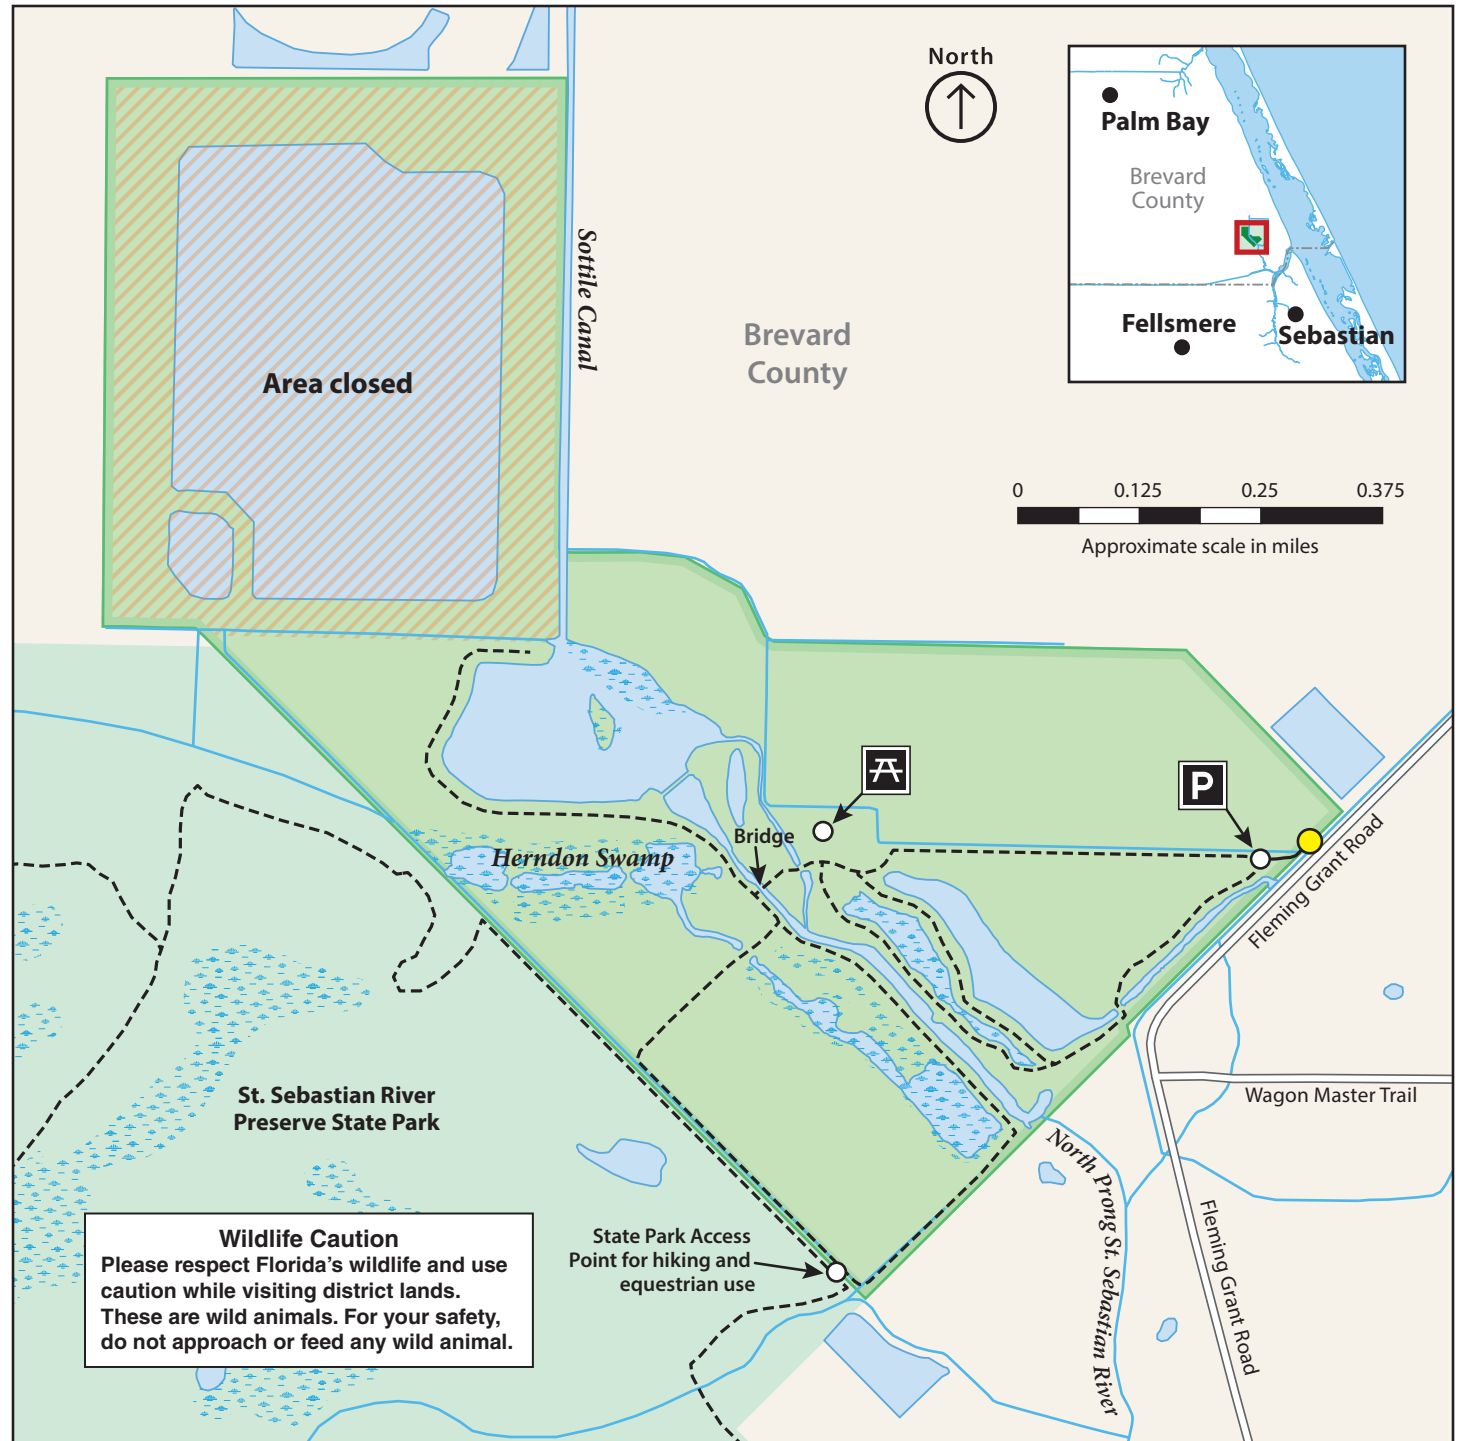 North
Palm Bay
Brevard
County
Fellsmere
Sebastian
Sottile Canal
Brevard
County
Area closed
0 0.125 0.25 0.375
Approximate scale in miles
P
Bridge
Herndon Swamp
Fleming Grant Road
Wagon Master Trail
St. Sebastian River
Preserve State Park
North Prong St. Sebastian River
Fleming Grant Road
State Park Access
Point for hiking and
equestrian use
Wildlife Caution
Please respect Florida's wildlife and use
caution while visiting district lands.
These are wild animals. For your safety,
do not approach or feed any wild animal.